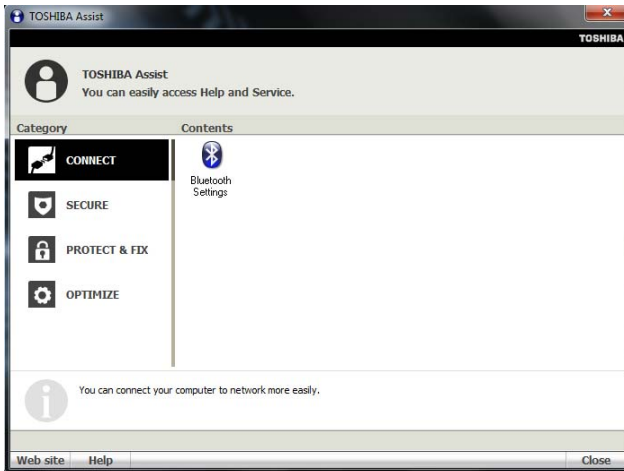 TOSHIBA Assist
TOSHIBA
TOSHIBA Assist
You can easily access Help and Service.
Category
Contents
CONNECT
SECURE
PROTECT & FIX
OPTIMIZE
Bluetooth
Settings
You can connect your computer to network more easily.
Web site Help Close